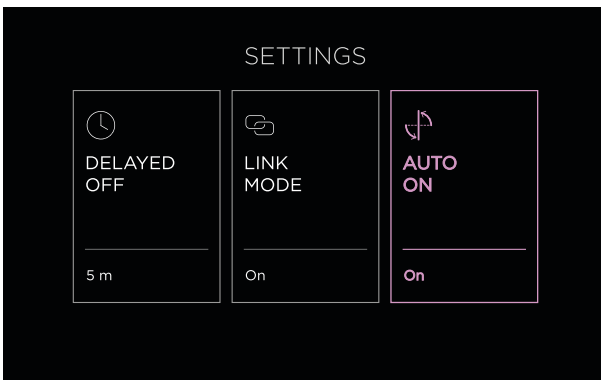 SETTINGS
DELAYED
OFF
5 m
LINK
MODE
On
AUTO
ON
On